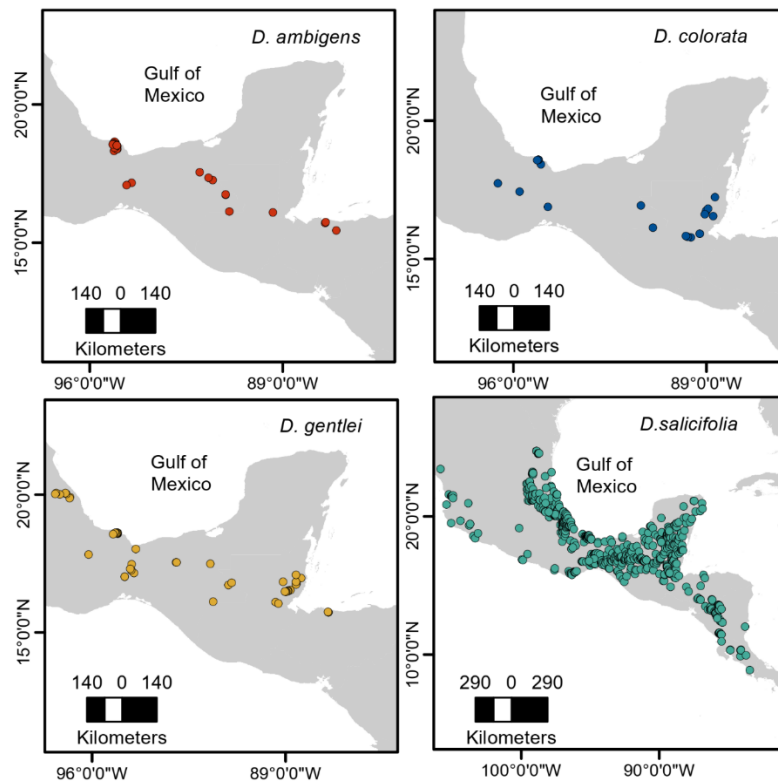 D. ambigens
Gulf of
Mexico
20°0'0"N
15°0'0"N
140 0 140
Kilometers
96°0'0"W 89°0'0"W
D. colorata
Gulf of
Mexico
20°0'0"N
15°0'0"N
140 0 140
Kilometers
96°0'0"W 89°0'0"W
D. gentlei
Gulf of
Mexico
20°0'0"N
15°0'0"N
140 0 140
Kilometers
96°0'0"W 89°0'0"W
D.salicifolia
Gulf of
Mexico
20°0'0"N
10°0'0"N
290 0 290
Kilometers
100°0'0"W 90°0'0"W